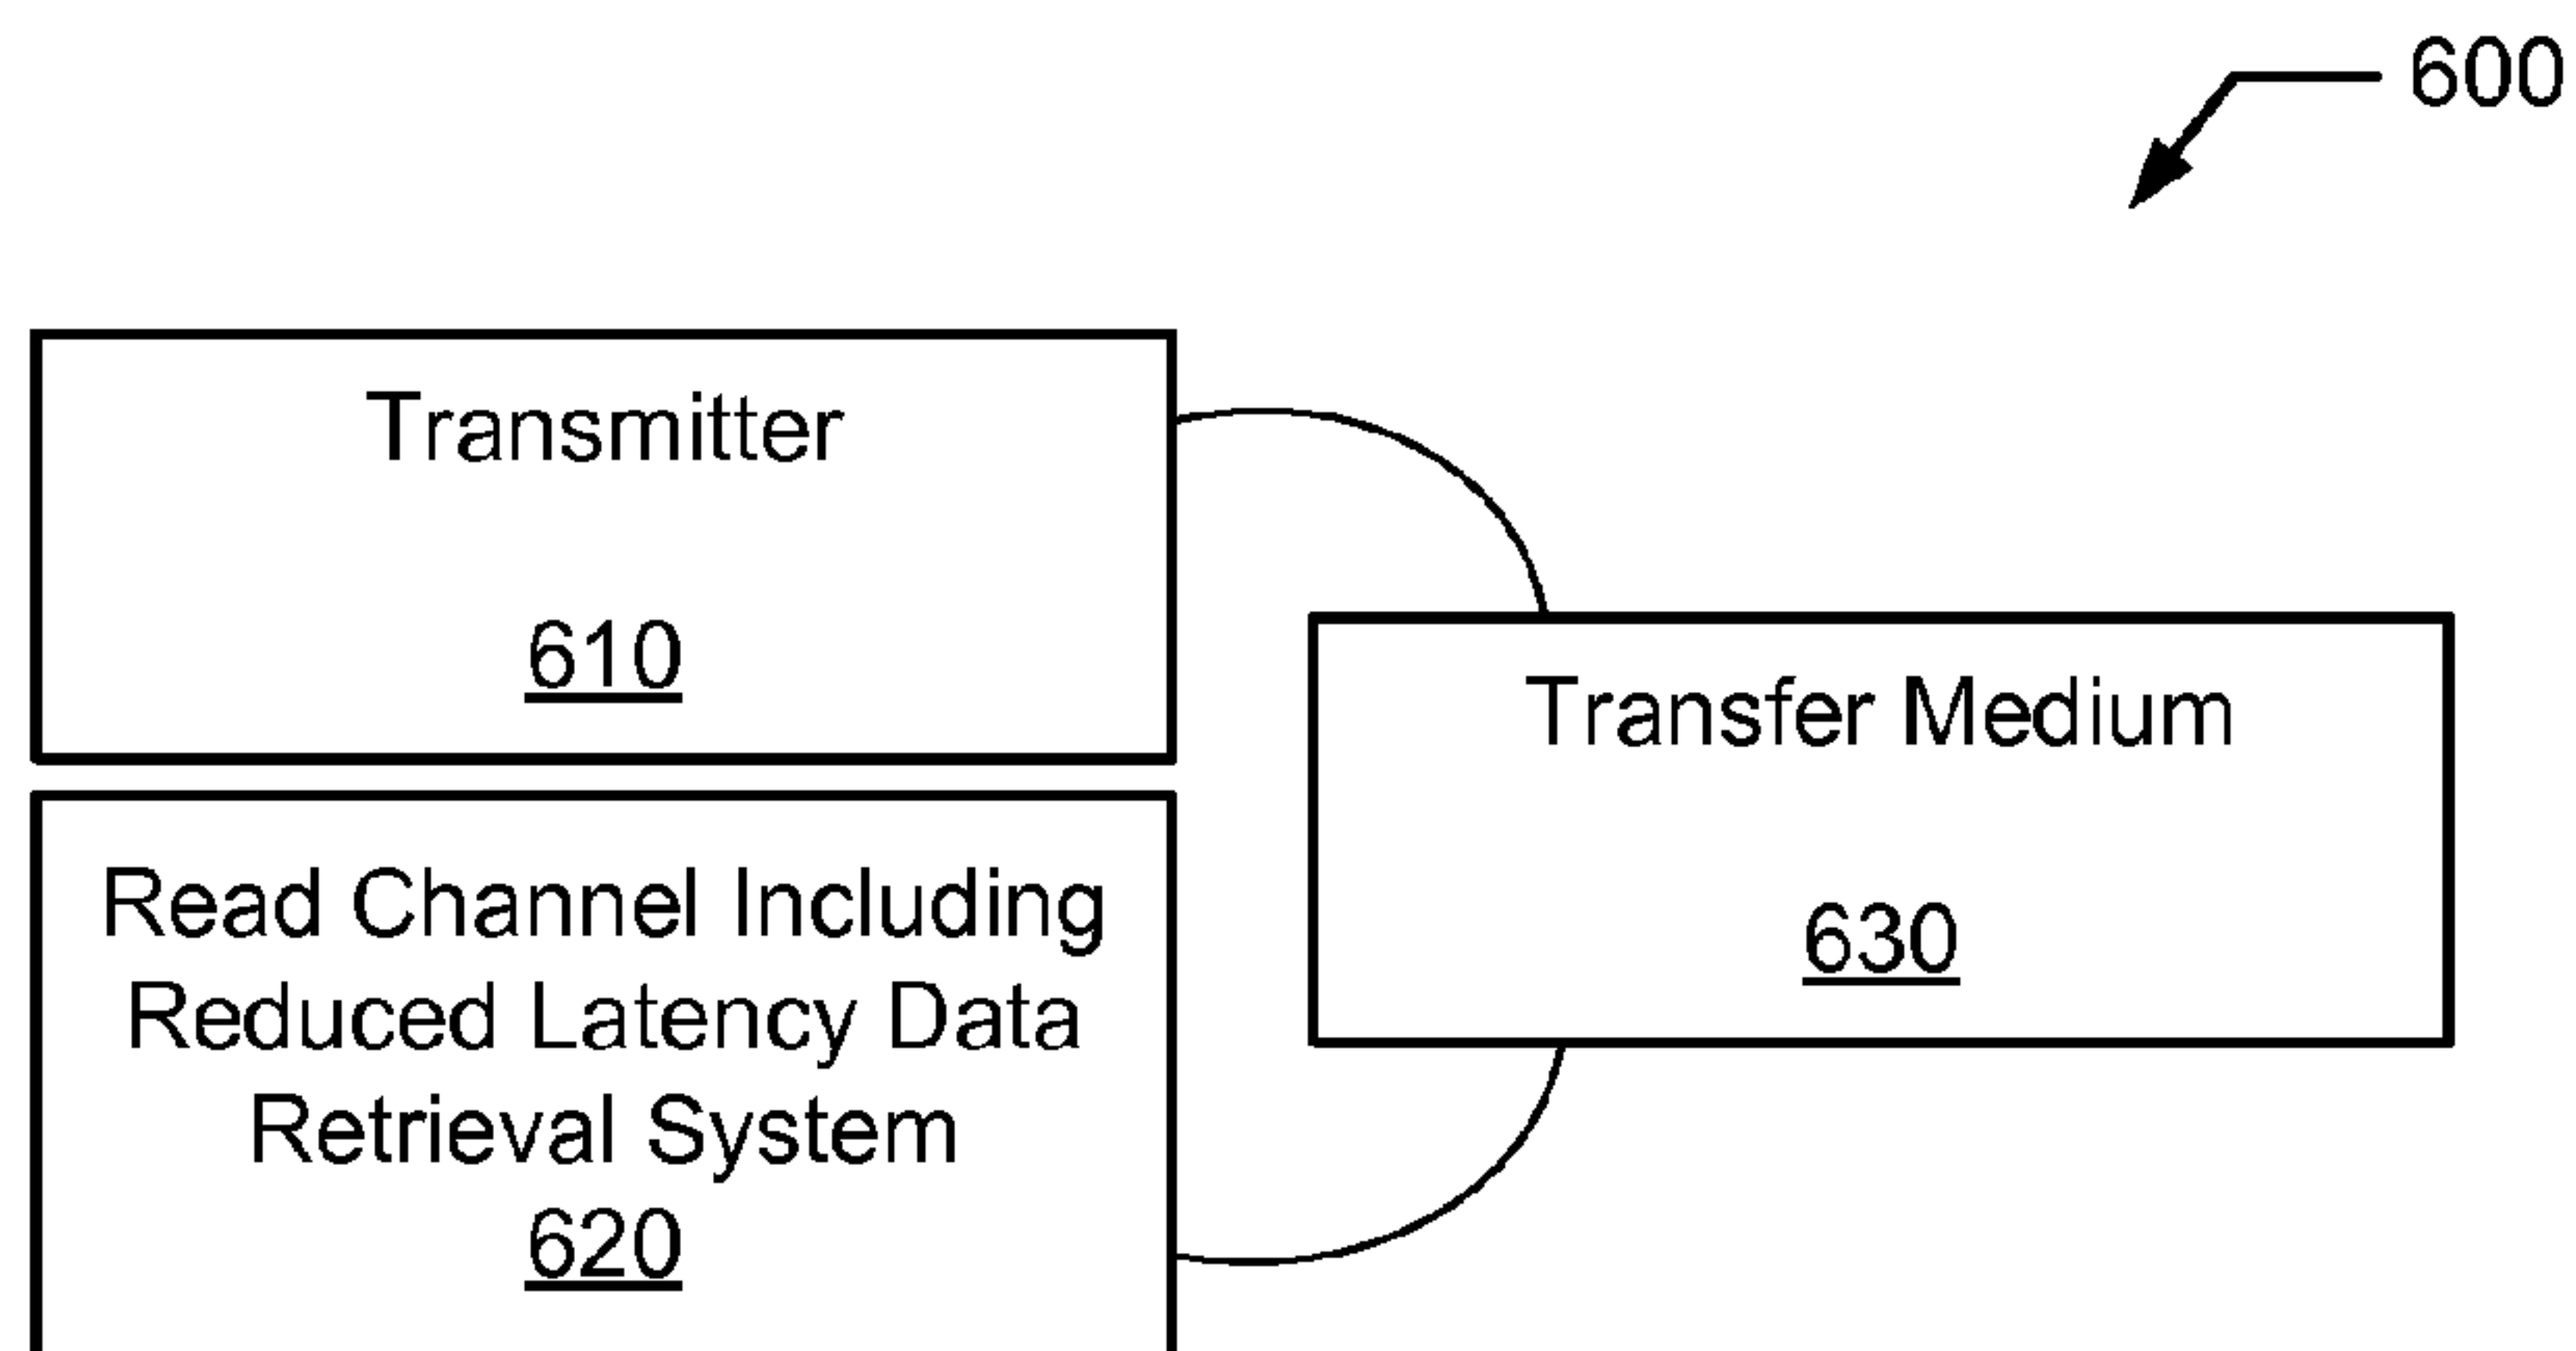 600
Transmitter
610
Transfer Medium
630
Read Channel Including
Reduced Latency Data
Retrieval System
620